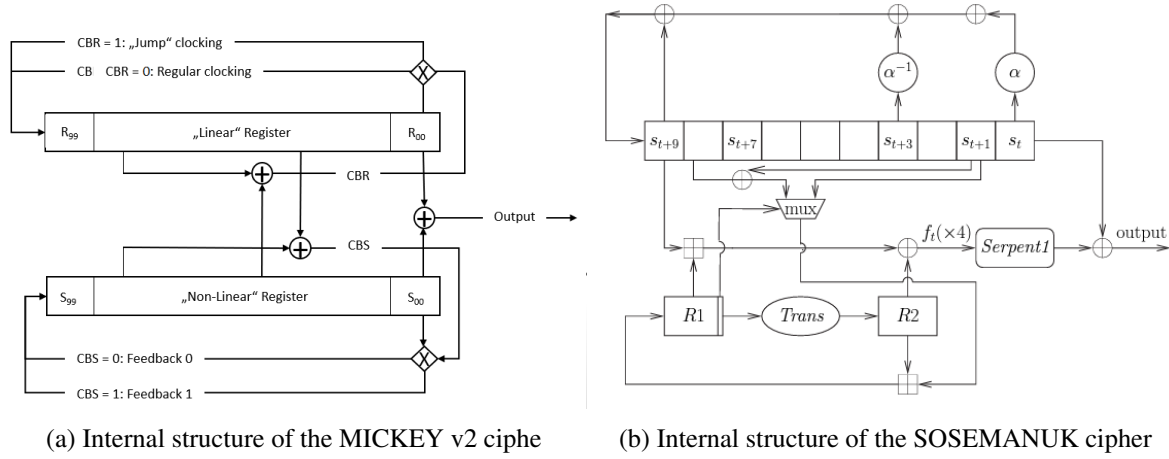 CBR = 1: „Jump“ clocking
CB CBR = 0: Regular clocking
R₉₉ „Linear“ Register R₀₀
CBR
Output
CBS
S₉₉ „Non-Linear“ Register S₀₀
CBS = 0: Feedback 0
CBS = 1: Feedback 1
(a) Internal structure of the MICKEY v2 ciphe
α⁻¹ α
sₜ₊₉ sₜ₊₇ sₜ₊₃ sₜ₊₁ sₜ
mux
fₜ(×4) Serpent1 output
R1 Trans R2
(b) Internal structure of the SOSEMANUK cipher